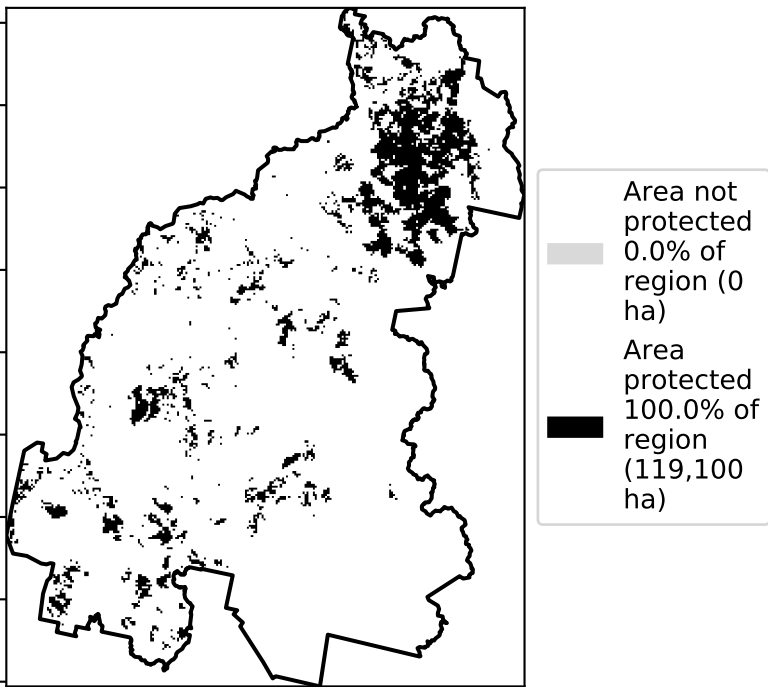 Area not
protected
0.0% of
region (0
ha)
Area
protected
100.0% of
region
(119,100
ha)